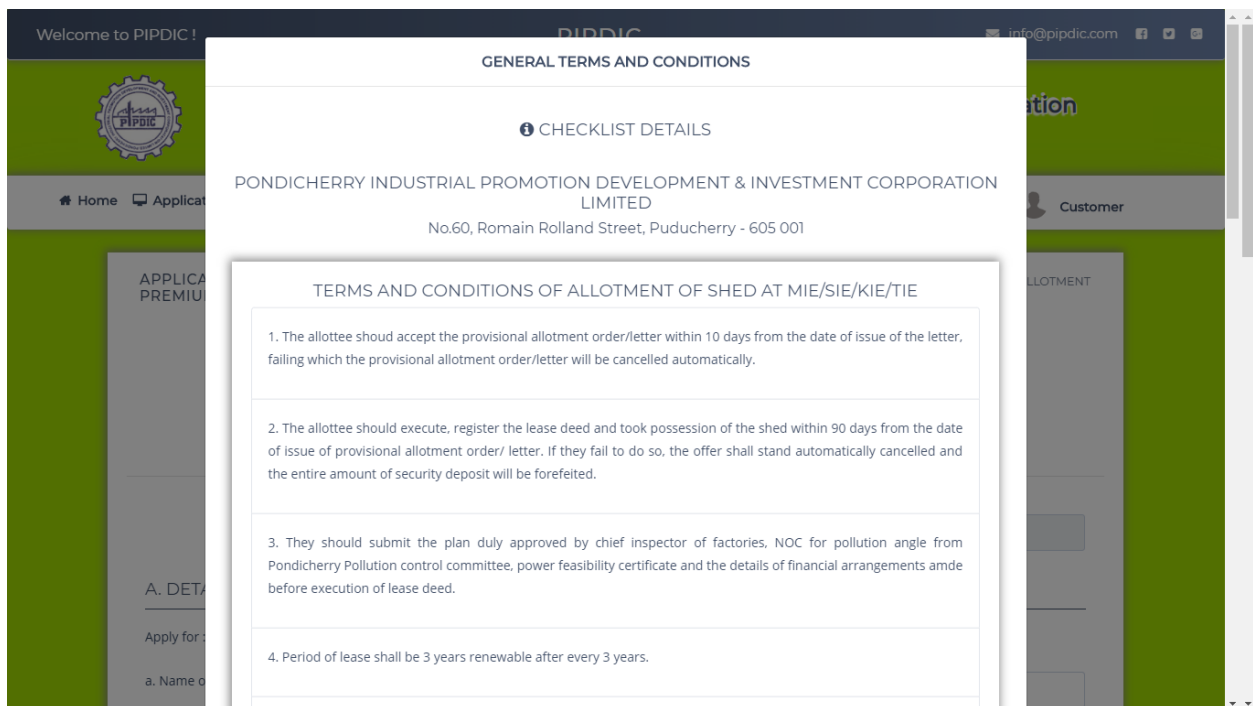 Welcome to PIPDIC !
PIPDIC
info@pipdic.com
GENERAL TERMS AND CONDITIONS
PIPDIC
ation
CHECKLIST DETAILS
PONDICHERRY INDUSTRIAL PROMOTION DEVELOPMENT & INVESTMENT CORPORATION
LIMITED
Home
Applicat
Customer
No.60, Romain Rolland Street, Puducherry - 605 001
APPLICA
PREMIU
LLOTMENT
TERMS AND CONDITIONS OF ALLOTMENT OF SHED AT MIE/SIE/KIE/TIE
1. The allottee shoud accept the provisional allotment order/letter within 10 days from the date of issue of the letter,
failing which the provisional allotment order/letter will be cancelled automatically.
2. The allottee should execute, register the lease deed and took possession of the shed within 90 days from the date
of issue of provisional allotment order/ letter. If they fail to do so, the offer shall stand automatically cancelled and
the entire amount of security deposit will be forefeited.
3. They should submit the plan duly approved by chief inspector of factories, NOC for pollution angle from
Pondicherry Pollution control committee, power feasibility certificate and the details of financial arrangements amde
before execution of lease deed.
A. DETA
Apply for :
4. Period of lease shall be 3 years renewable after every 3 years.
a. Name o